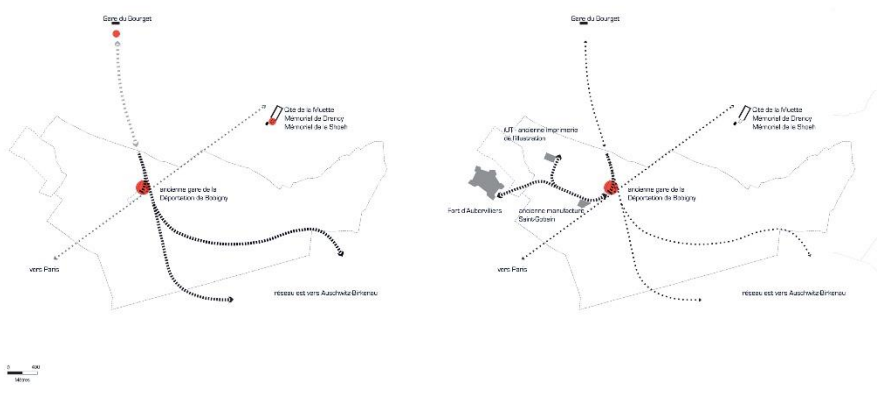 Gare du Bourget
Cité de la Muette
Mémorial de Drancy
Mémorial de la Shoah
ancienne gare de la
Déportation de Bobigny
vers Paris
réseau est vers Auschwitz-Birkenau
0 400
Mètres
Gare du Bourget
Cité de la Muette
Mémorial de Drancy
Mémorial de la Shoah
IUT - ancienne imprimerie
de l'Illustration
ancienne gare de la
Déportation de Bobigny
Fort d'Aubervilliers
ancienne manufacture
Saint-Gobain
vers Paris
réseau est vers Auschwitz-Birkenau